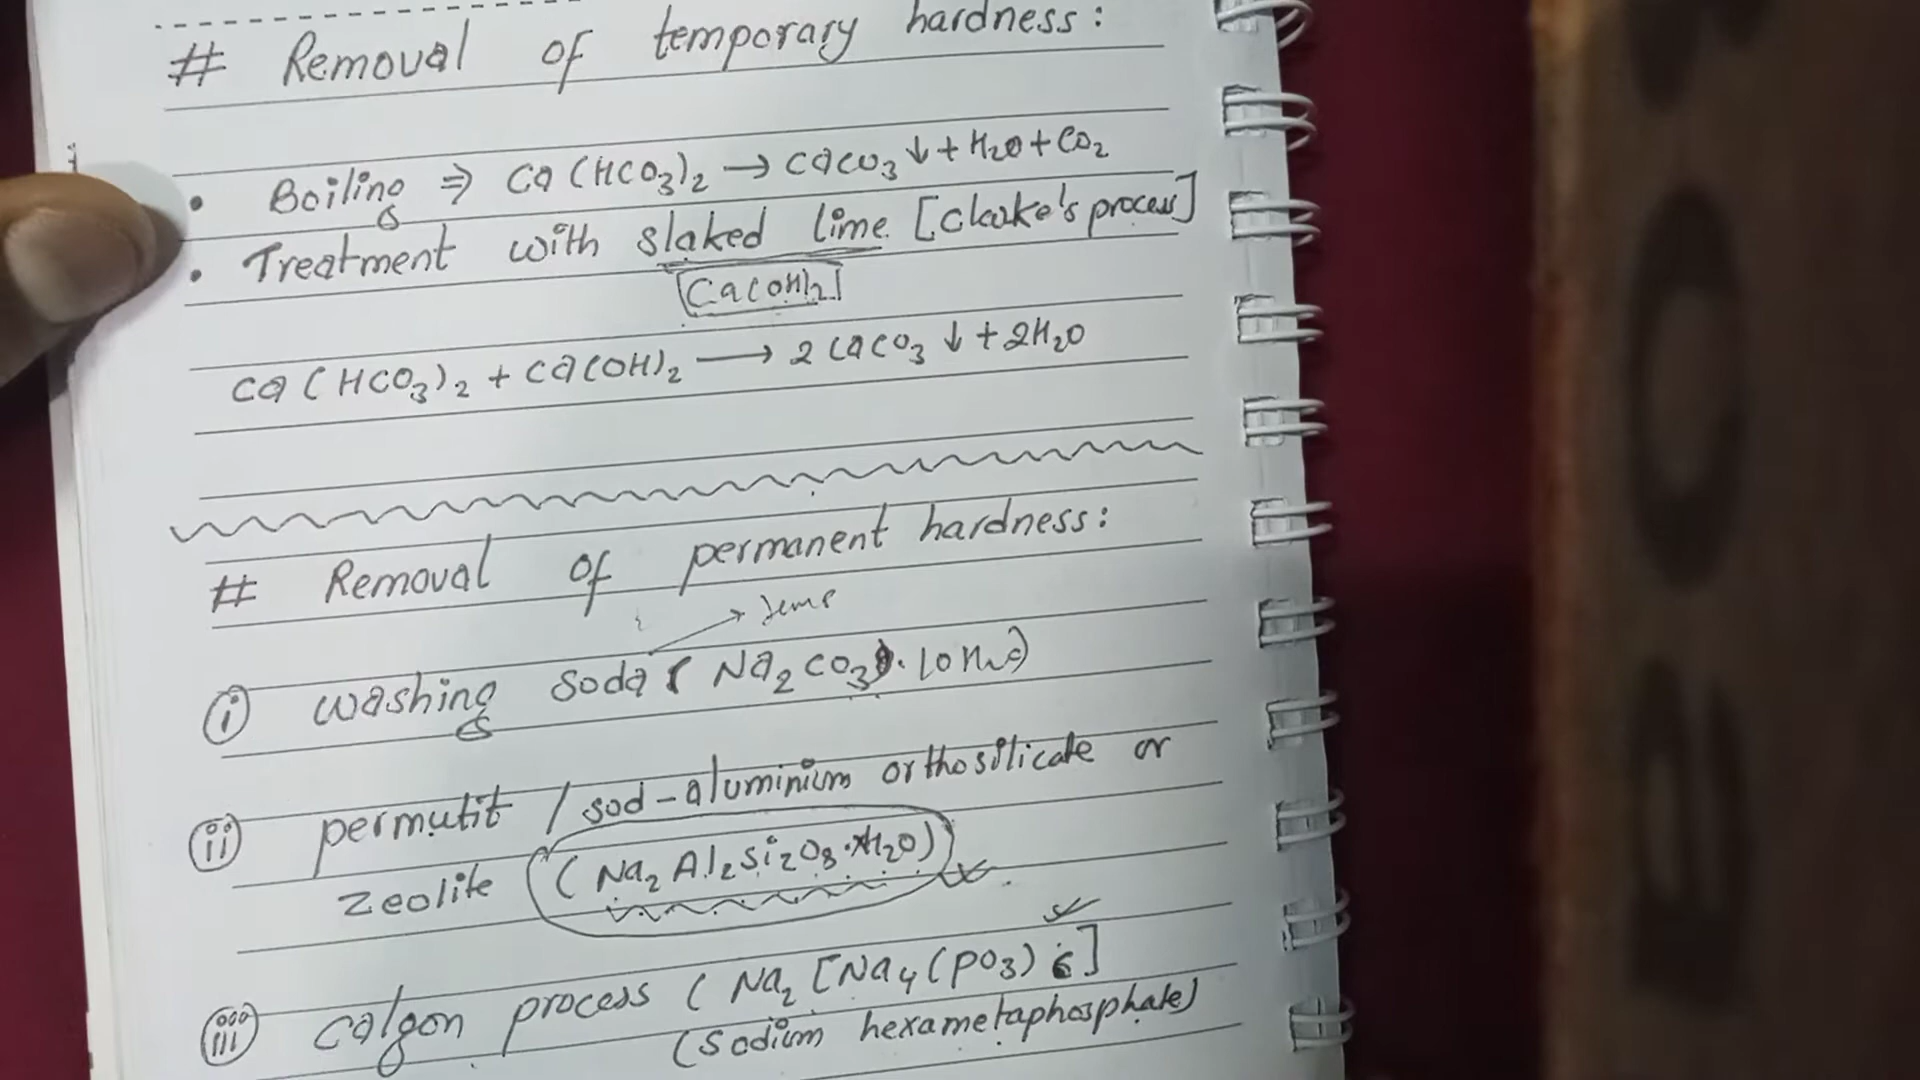 # Removal of temporary hardness:
• Boiling ⇒ Ca(HCO₃)₂ → CaCO₃↓ + H₂O + CO₂
• Treatment with slaked lime [Clarke's process]
[Ca(OH)₂]
Ca(HCO₃)₂ + Ca(OH)₂ → 2CaCO₃↓ + 2H₂O
# Removal of permanent hardness:
(i) washing soda (Na₂CO₃.10H₂O)
(ii) permutit / sod-aluminium orthosilicate or
zeolite (Na₂Al₂Si₂O₈.xH₂O)
(iii) calgon process (Na₂[Na₄(PO₃)6]
(sodium hexametaphosphate)